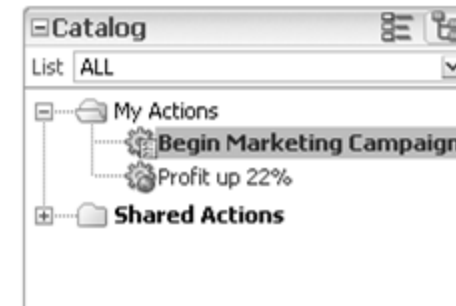 Catalog
List ALL
My Actions
Begin Marketing Campaign
Profit up 22%
Shared Actions